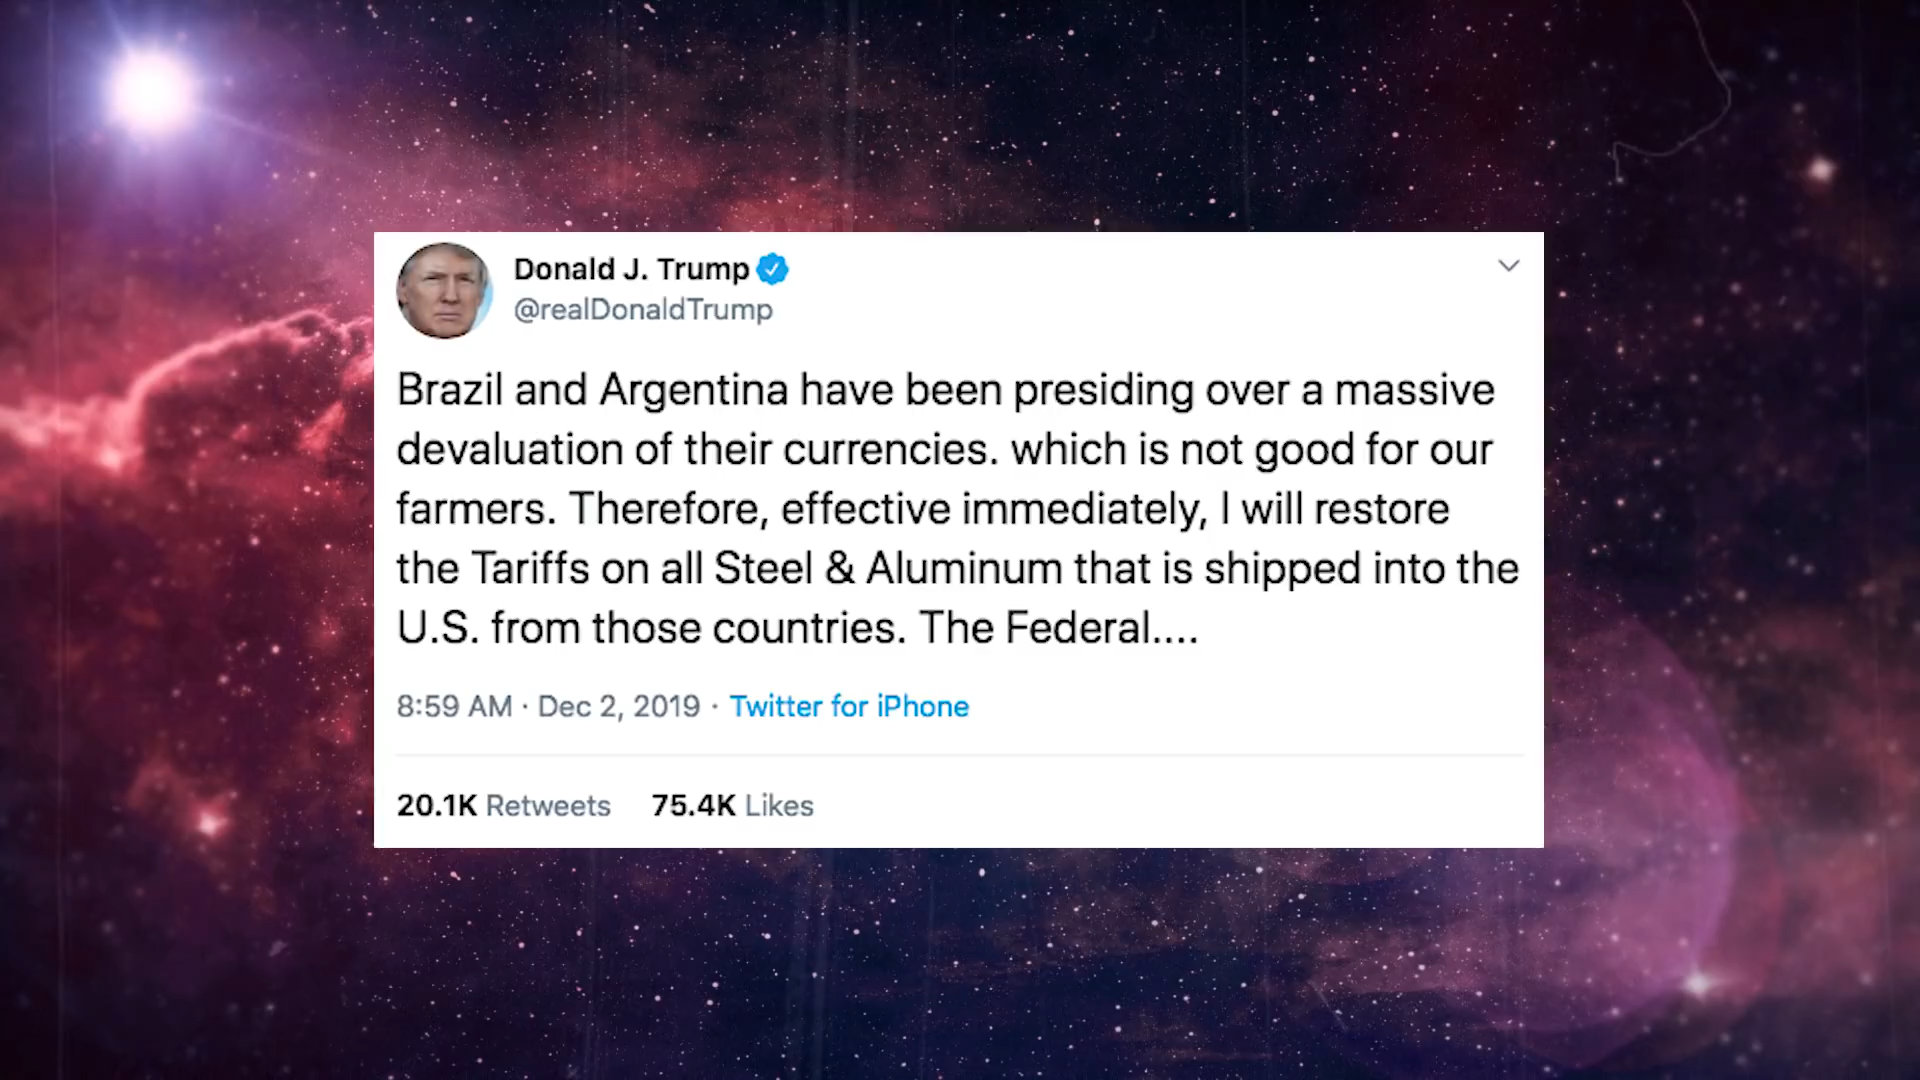 Donald J. Trump
@realDonaldTrump
Brazil and Argentina have been presiding over a massive
devaluation of their currencies. which is not good for our
farmers. Therefore, effective immediately, I will restore
the Tariffs on all Steel & Aluminum that is shipped into the
U.S. from those countries. The Federal....
8:59 AM · Dec 2, 2019 · Twitter for iPhone
20.1K Retweets 75.4K Likes